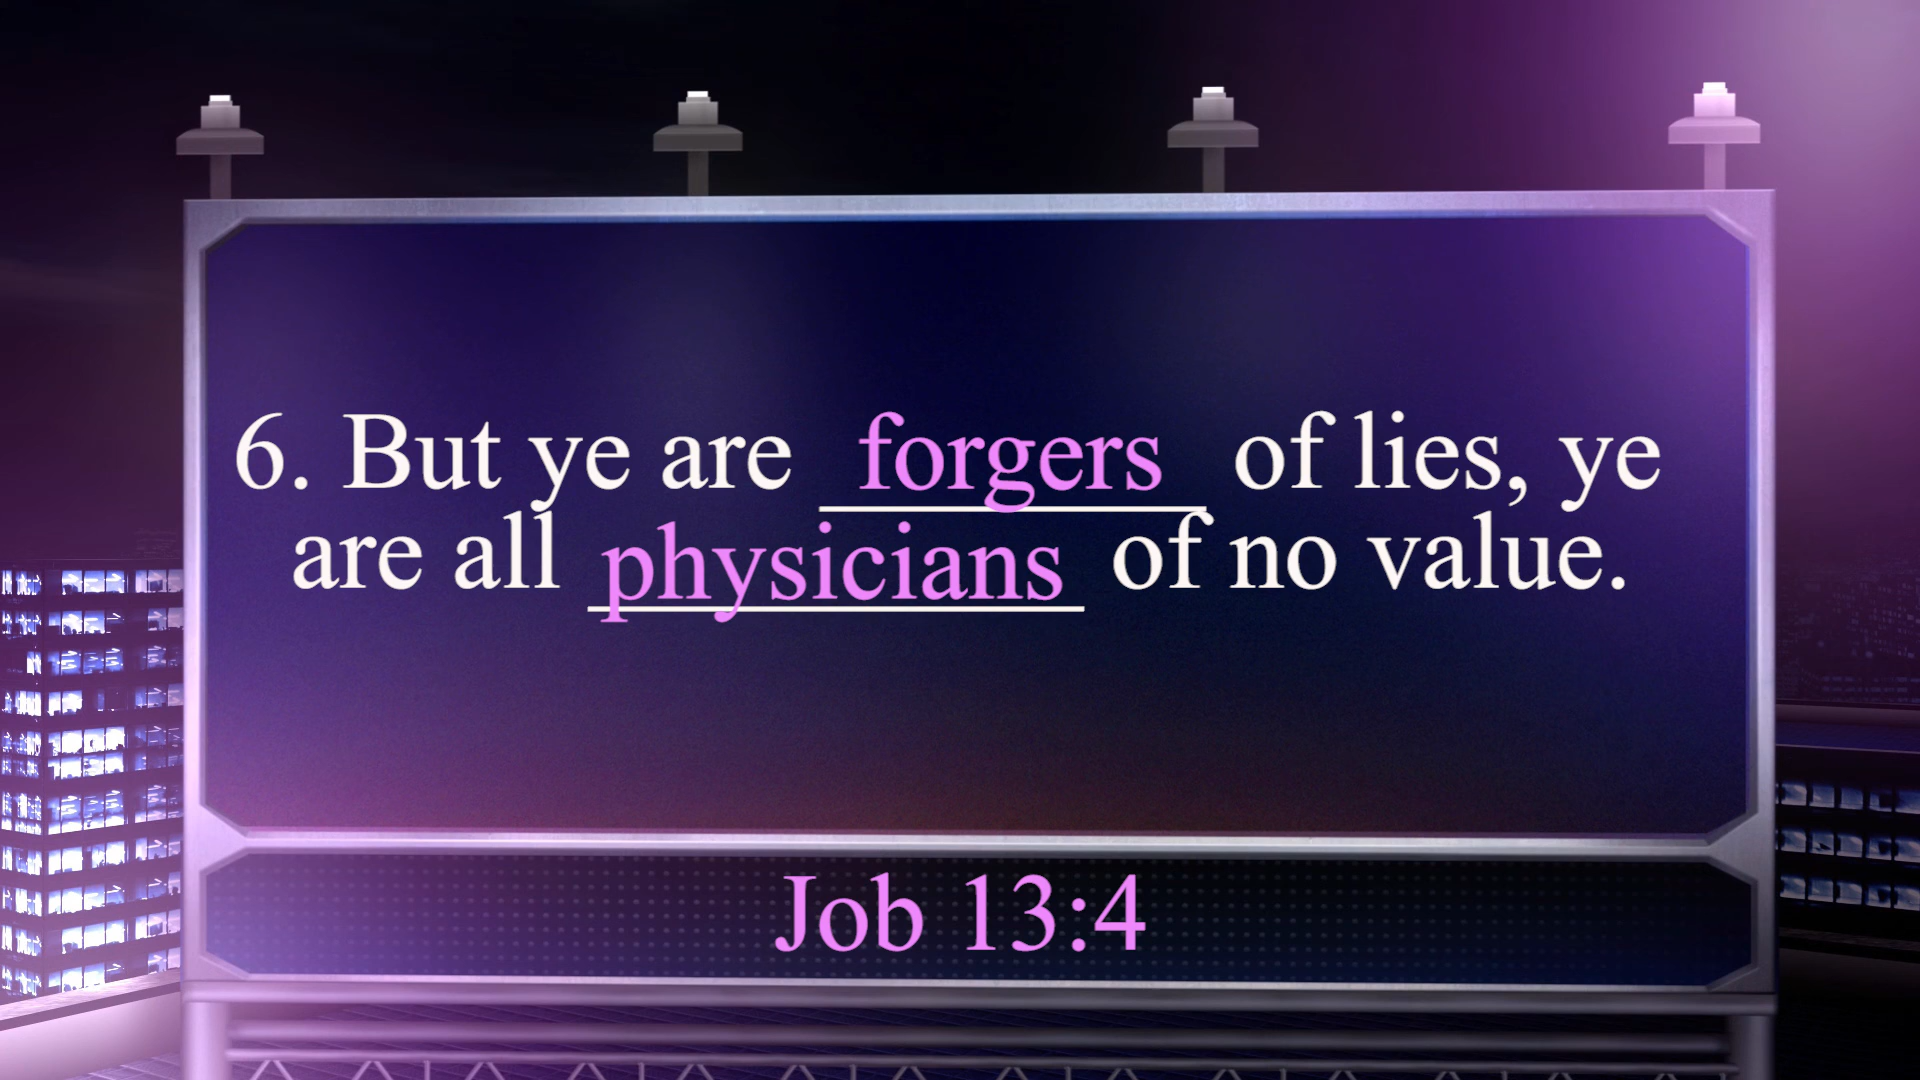 6. But ye are forgers of lies, ye
are all physicians of no value.
Job 13:4